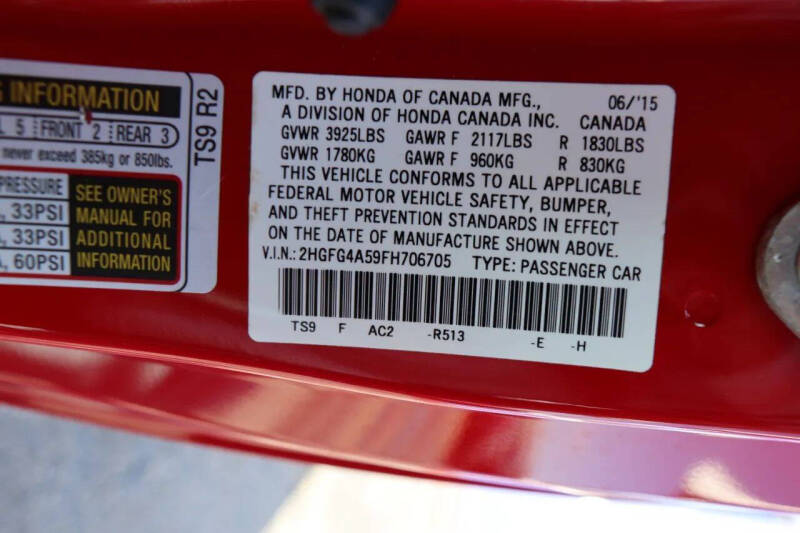 G INFORMATION
L 5 FRONT 2 REAR 3
never exceed 385kg or 850lbs.
PRESSURE
33PSI
33PSI
60PSI
SEE OWNER'S
MANUAL FOR
ADDITIONAL
INFORMATION
TS9 R2
MFD. BY HONDA OF CANADA MFG., 06/'15
A DIVISION OF HONDA CANADA INC. CANADA
GVWR 3925LBS GAWR F 2117LBS R 1830LBS
GVWR 1780KG GAWR F 960KG R 830KG
THIS VEHICLE CONFORMS TO ALL APPLICABLE
FEDERAL MOTOR VEHICLE SAFETY, BUMPER,
AND THEFT PREVENTION STANDARDS IN EFFECT
ON THE DATE OF MANUFACTURE SHOWN ABOVE.
V.I.N.: 2HGFG4A59FH706705 TYPE: PASSENGER CAR
TS9 F AC2 -R513 -E -H